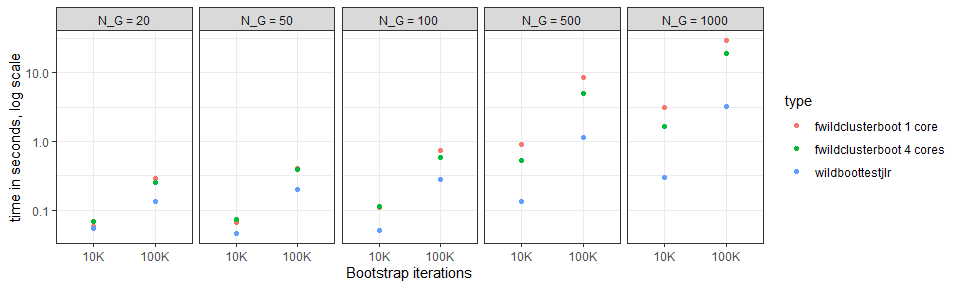 N_G = 20
N_G = 50
N_G = 100
N_G = 500
N_G = 1000
time in seconds, log scale
10.0
1.0
0.1
10K
100K
10K
100K
10K
100K
10K
100K
10K
100K
Bootstrap iterations
type
fwildclusterboot 1 core
fwildclusterboot 4 cores
wildboottestjlr